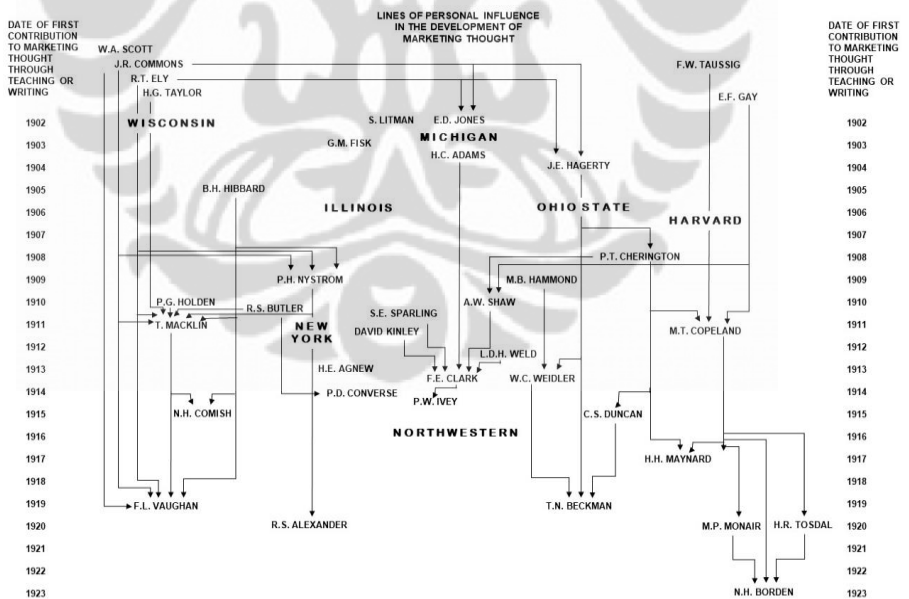 LINES OF PERSONAL INFLUENCE
IN THE DEVELOPMENT OF
MARKETING THOUGHT
DATE OF FIRST
CONTRIBUTION
TO MARKETING
THOUGHT
THROUGH
TEACHING OR
WRITING
DATE OF FIRST
CONTRIBUTION
TO MARKETING
THOUGHT
THROUGH
TEACHING OR
WRITING
W.A. SCOTT
J.R. COMMONS
F.W. TAUSSIG
R.T. ELY
H.G. TAYLOR
E.F. GAY
1902
WISCONSIN
S. LITMAN
E.D. JONES
1902
MICHIGAN
1903
G.M. FISK
1903
H.C. ADAMS
1904
J.E. HAGERTY
1904
1905
B.H. HIBBARD
1905
1906
ILLINOIS
OHIO STATE
1906
HARVARD
1907
1907
1908
P.T. CHERINGTON
1908
1909
P.H. NYSTROM
M.B. HAMMOND
1909
1910
P.G. HOLDEN
R.S. BUTLER
A.W. SHAW
1910
S.E. SPARLING
1911
T. MACKLIN
NEW
YORK
DAVID KINLEY
M.T. COPELAND
1911
1912
L.D.H. WELD
1912
1913
H.E. AGNEW
F.E. CLARK
W.C. WEIDLER
1913
1914
P.D. CONVERSE
P.W. IVEY
1914
1915
N.H. COMISH
C.S. DUNCAN
1915
1916
NORTHWESTERN
1916
1917
H.H. MAYNARD
1917
1918
1918
1919
F.L. VAUGHAN
T.N. BECKMAN
1919
1920
R.S. ALEXANDER
M.P. MONAIR
H.R. TOSDAL
1920
1921
1921
1922
1922
1923
N.H. BORDEN
1923